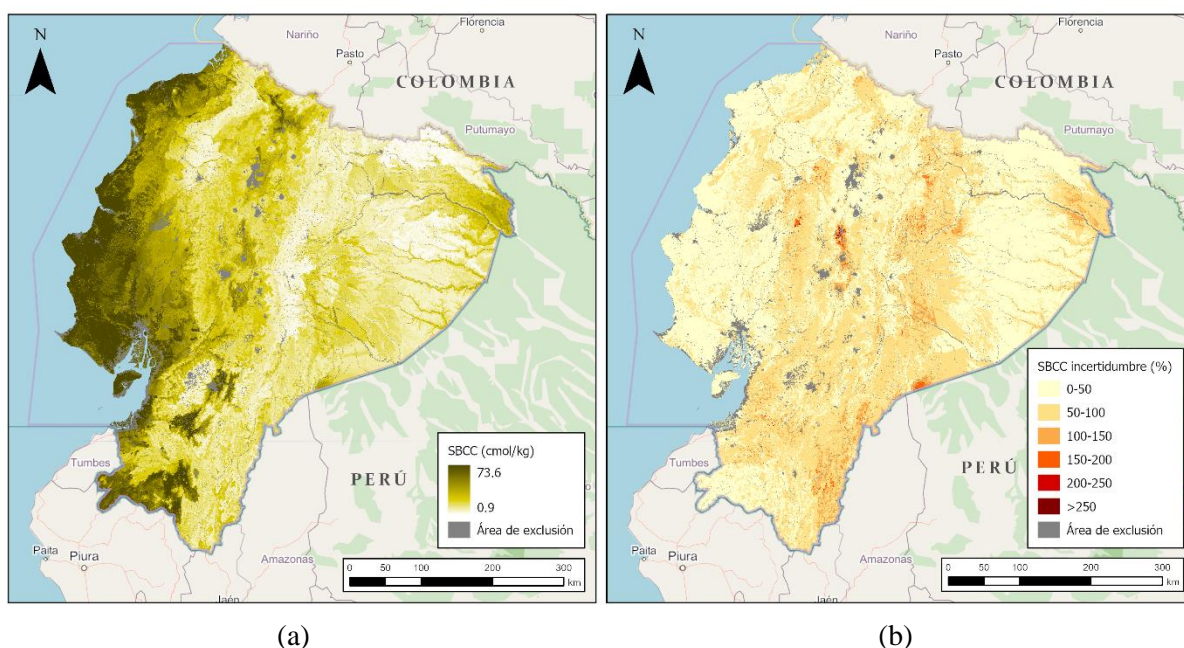 N
Florencia
Nariño
Pasto
COLOMBIA
Putumayo
Tumbes
PERÚ
Paita
Piura
Amazonas
Jaén
SBCC (cmol/kg)
73.6
0.9
Área de exclusión
0 50 100 200 300
km
(a)
N
Florencia
Nariño
Pasto
COLOMBIA
Putumayo
Tumbes
PERÚ
Paita
Piura
Amazonas
Jaén
SBCC incertidumbre (%)
0-50
50-100
100-150
150-200
200-250
>250
Área de exclusión
0 50 100 200 300
km
(b)